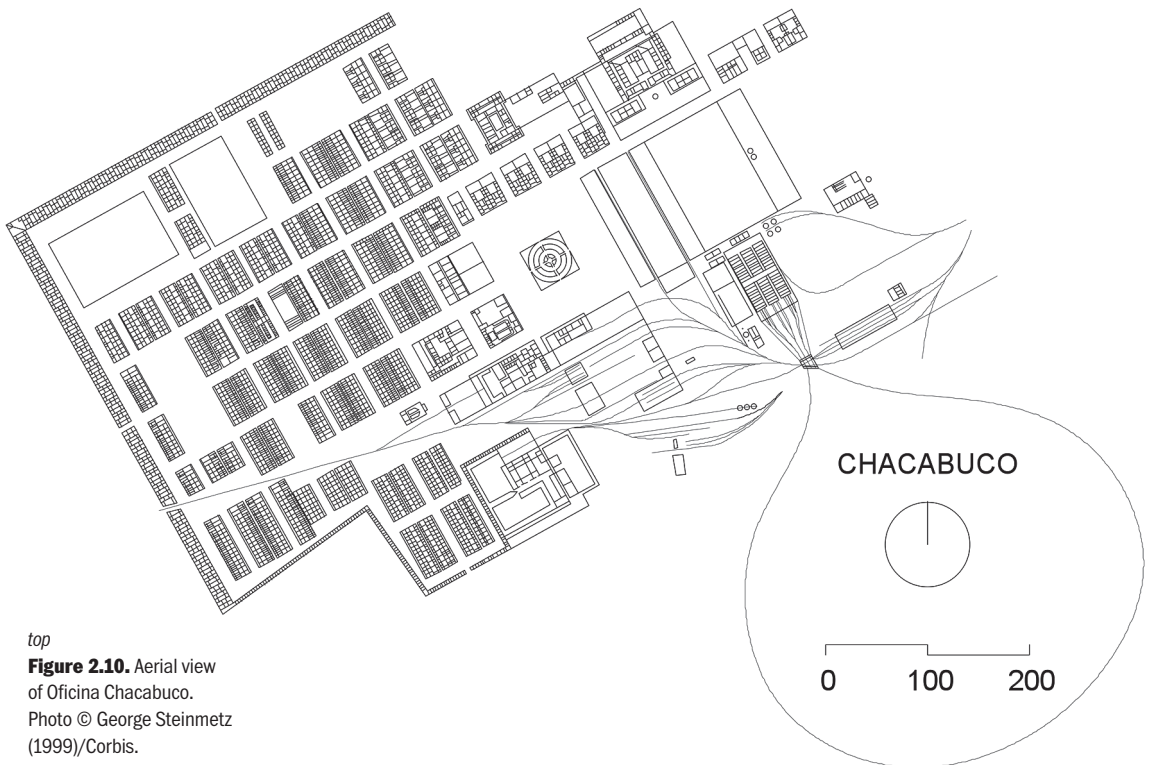 CHACABUCO
0 100 200
top
Figure 2.10. Aerial view
of Oficina Chacabuco.
Photo © George Steinmetz
(1999)/Corbis.